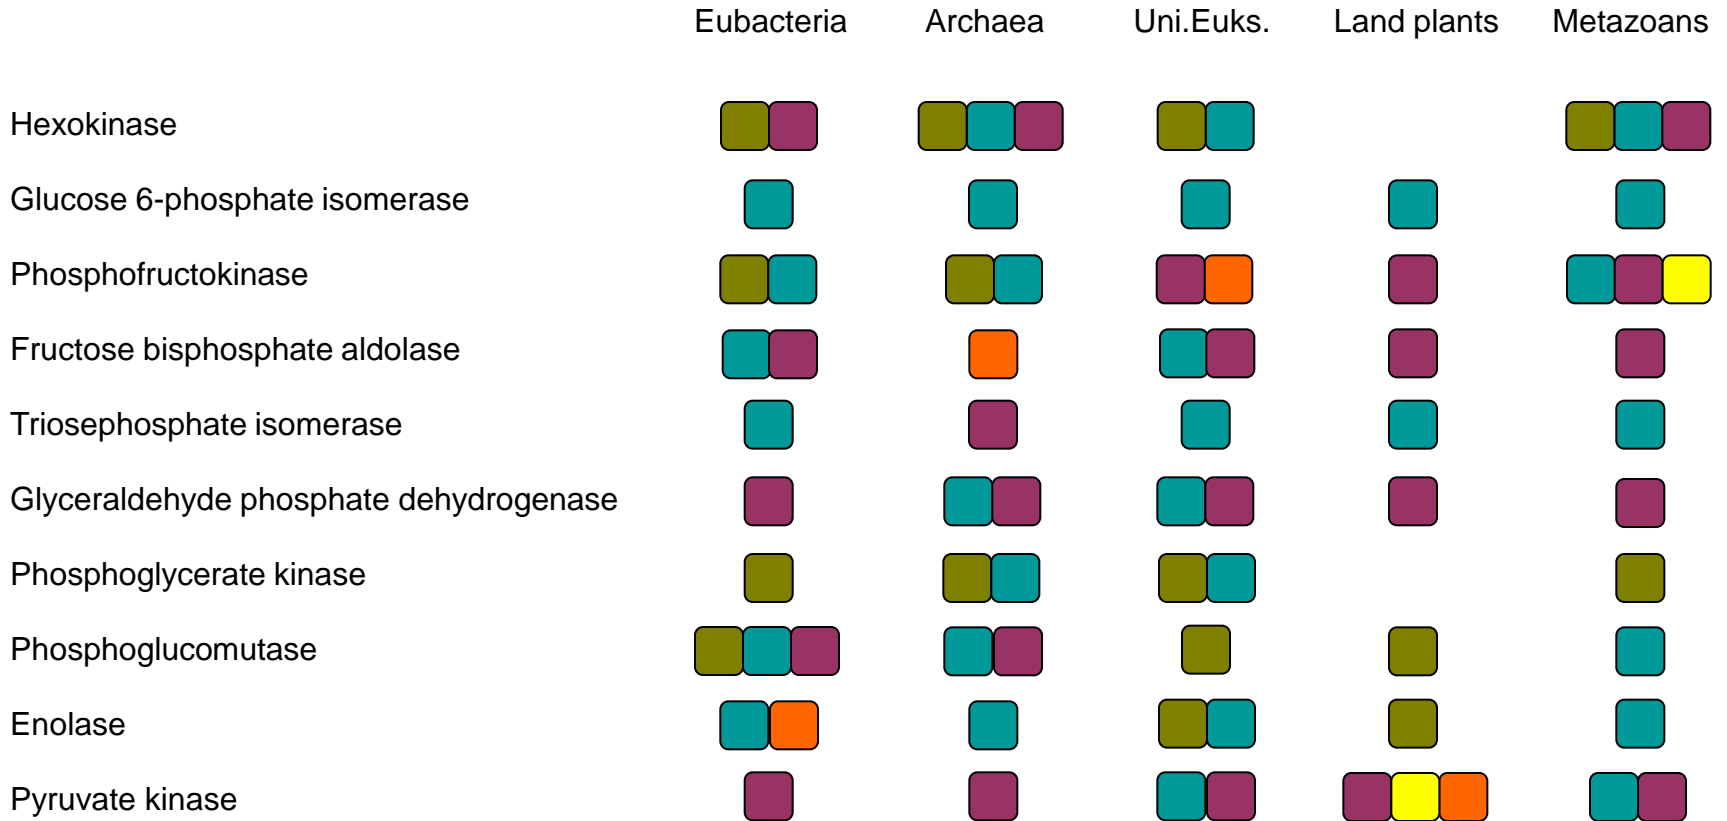 Eubacteria Archaea Uni.Euks. Land plants Metazoans
Hexokinase
Glucose 6-phosphate isomerase
Phosphofructokinase
Fructose bisphosphate aldolase
Triosephosphate isomerase
Glyceraldehyde phosphate dehydrogenase
Phosphoglycerate kinase
Phosphoglucomutase
Enolase
Pyruvate kinase